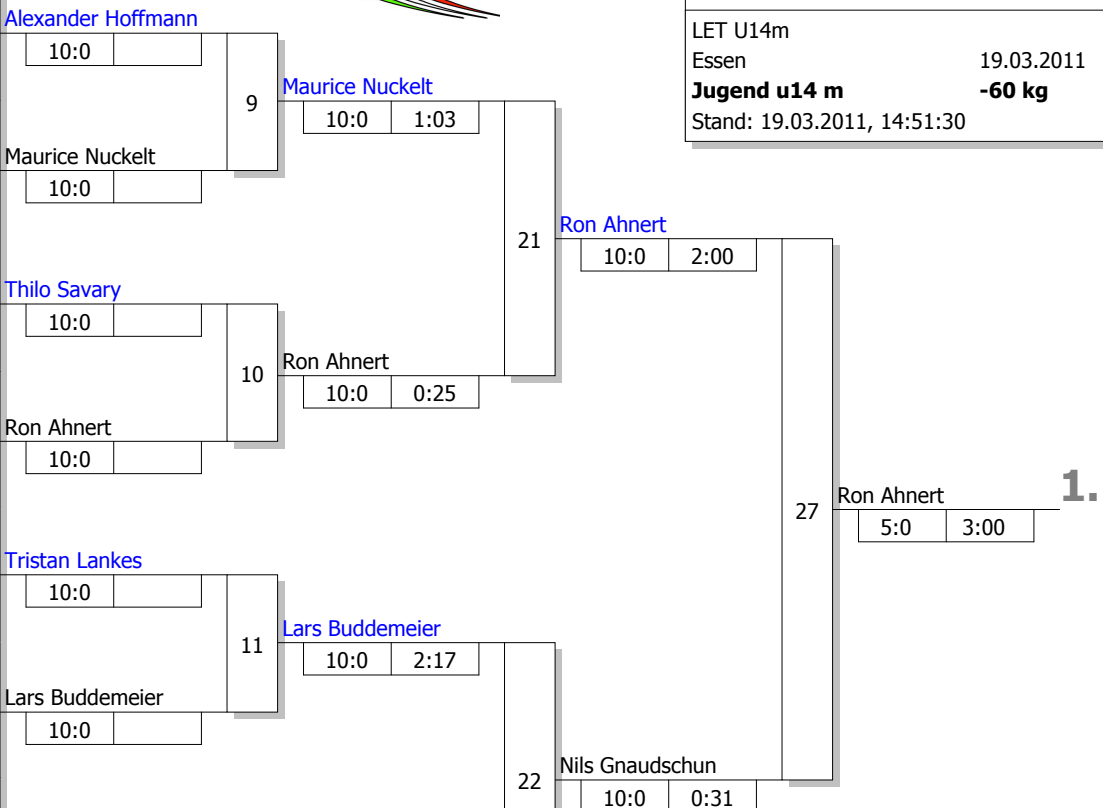 Alexander Hoffmann
10:0
9
Maurice Nuckelt
10:0 1:03
Maurice Nuckelt
10:0
LET U14m
Essen 19.03.2011
Jugend u14 m -60 kg
Stand: 19.03.2011, 14:51:30
21
Ron Ahnert
10:0 2:00
Thilo Savary
10:0
10
Ron Ahnert
10:0 0:25
Ron Ahnert
10:0
27
Ron Ahnert 1.
5:0 3:00
Tristan Lankes
10:0
11
Lars Buddemeier
10:0 2:17
Lars Buddemeier
10:0
22
Nils Gnaudschun
10:0 0:31